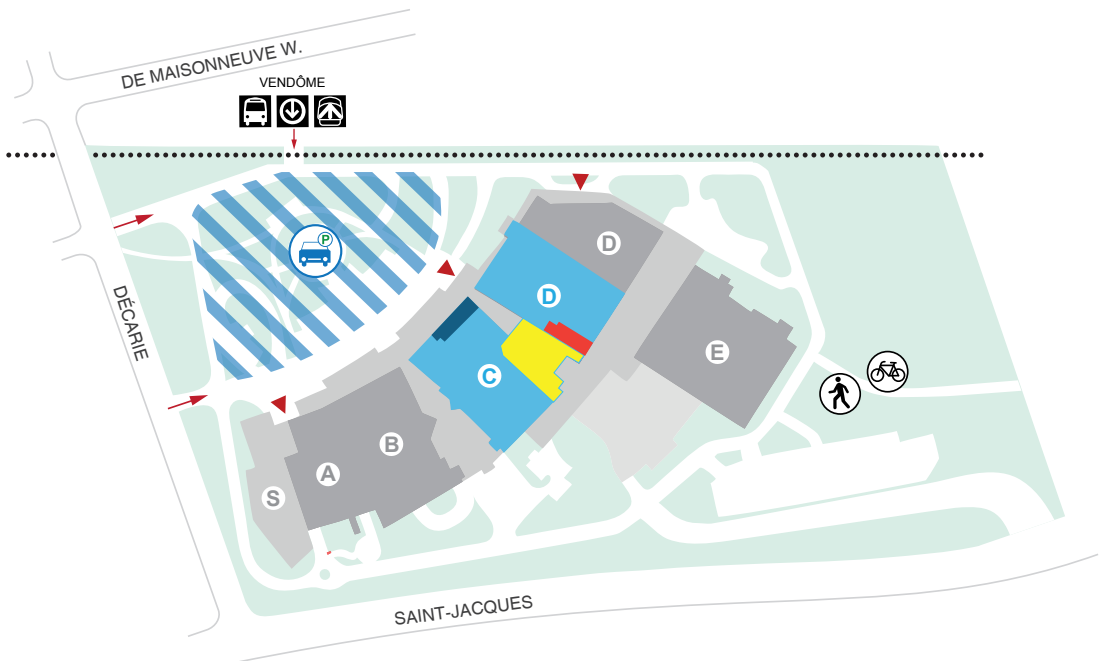 DE MAISONNEUVE W.
VENDÔME
P
D
D
DÉCARIE
E
C
B
A
S
SAINT-JACQUES